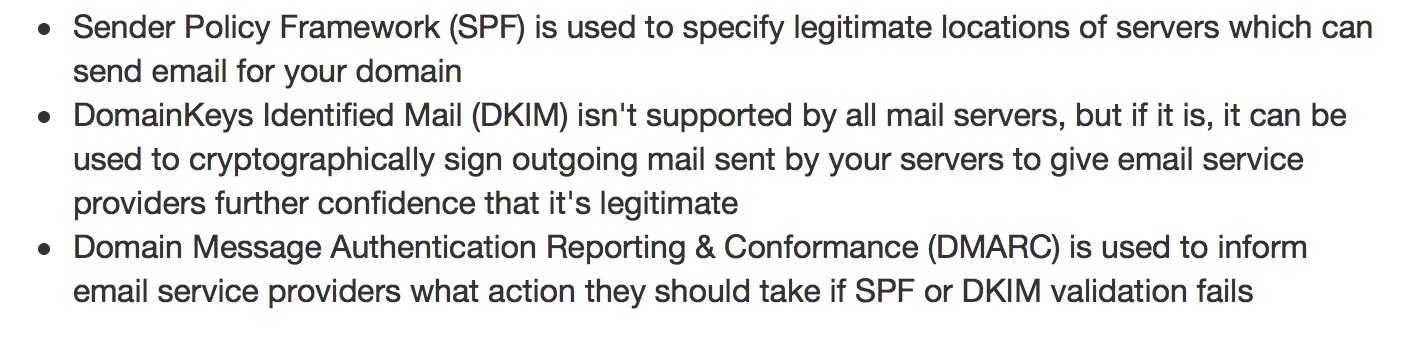 • Sender Policy Framework (SPF) is used to specify legitimate locations of servers which can
send email for your domain
• DomainKeys Identified Mail (DKIM) isn't supported by all mail servers, but if it is, it can be
used to cryptographically sign outgoing mail sent by your servers to give email service
providers further confidence that it's legitimate
• Domain Message Authentication Reporting & Conformance (DMARC) is used to inform
email service providers what action they should take if SPF or DKIM validation fails